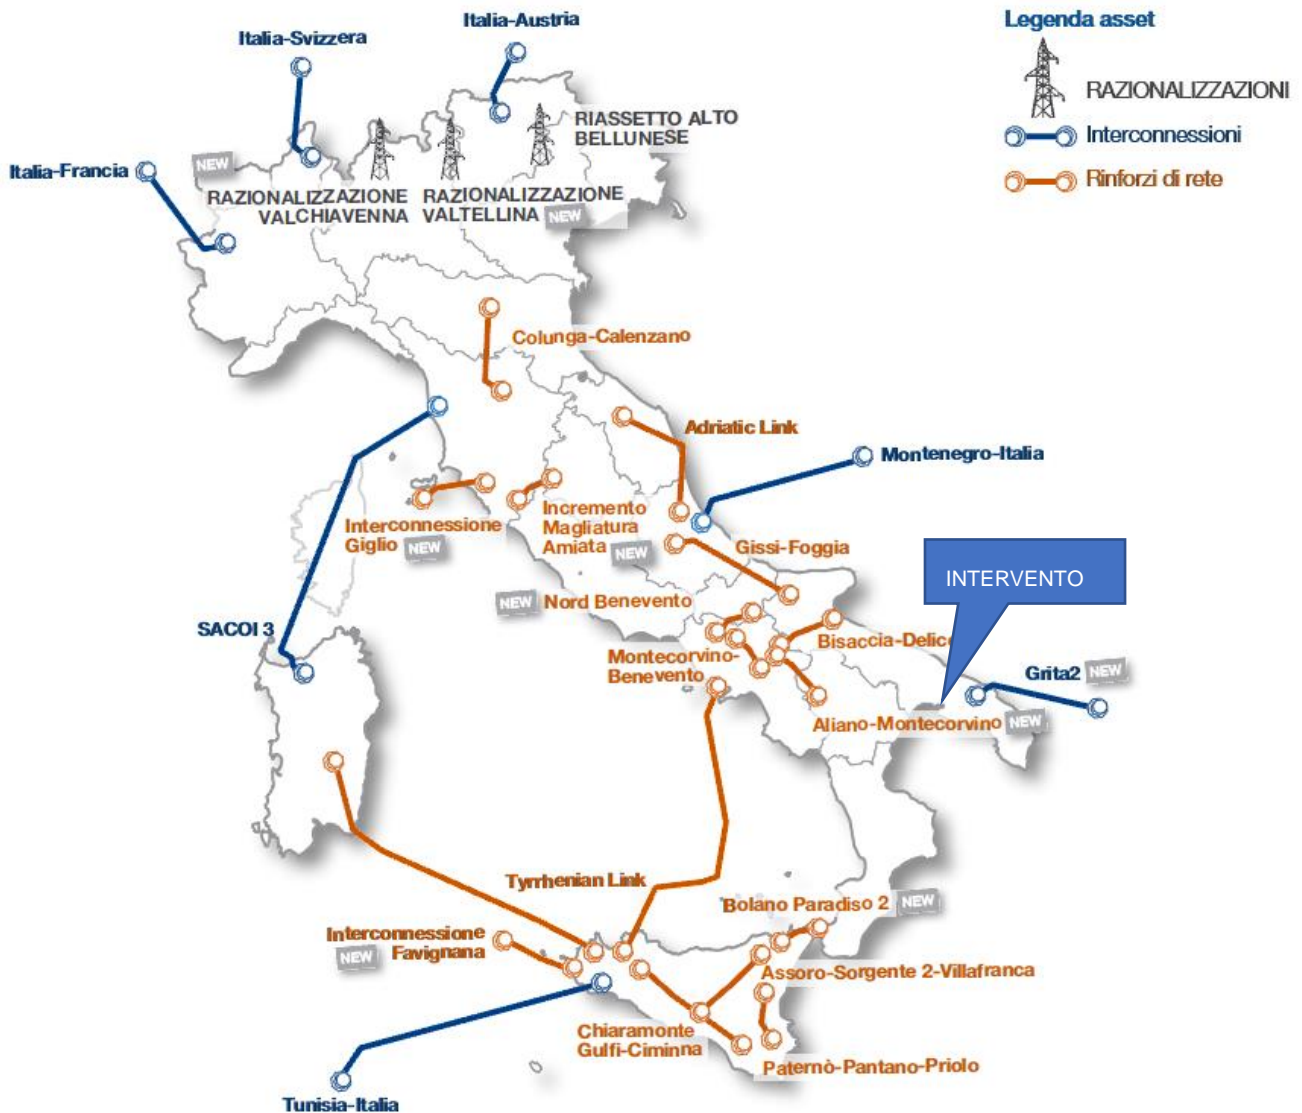 Italia-Austria
Italia-Svizzera
Legenda asset
RAZIONALIZZAZIONI
Interconnessioni
Rinforzi di rete
RIASSETTO ALTO
BELLUNESE
Italia-Francia
NEW
RAZIONALIZZAZIONE
VALCHIAVENNA
RAZIONALIZZAZIONE
VALTELLINA NEW
Colunga-Calenzano
Adriatic Link
Montenegro-Italia
Interconnessione
Giglio NEW
Incremento
Magliatura
Amiata NEW
Gissi-Foggia
INTERVENTO
NEW Nord Benevento
SACOI 3
Montecorvino-
Benevento
Bisaccia-Delic
Grita2 NEW
Aliano-Montecorvino NEW
Tyrrhenian Link
Bolano Paradiso 2 NEW
Interconnessione
NEW Favignana
Assoro-Sorgente 2-Villafranca
Chiaramonte
Gulfi-Ciminna
Paternò-Pantano-Priolo
Tunisia-Italia